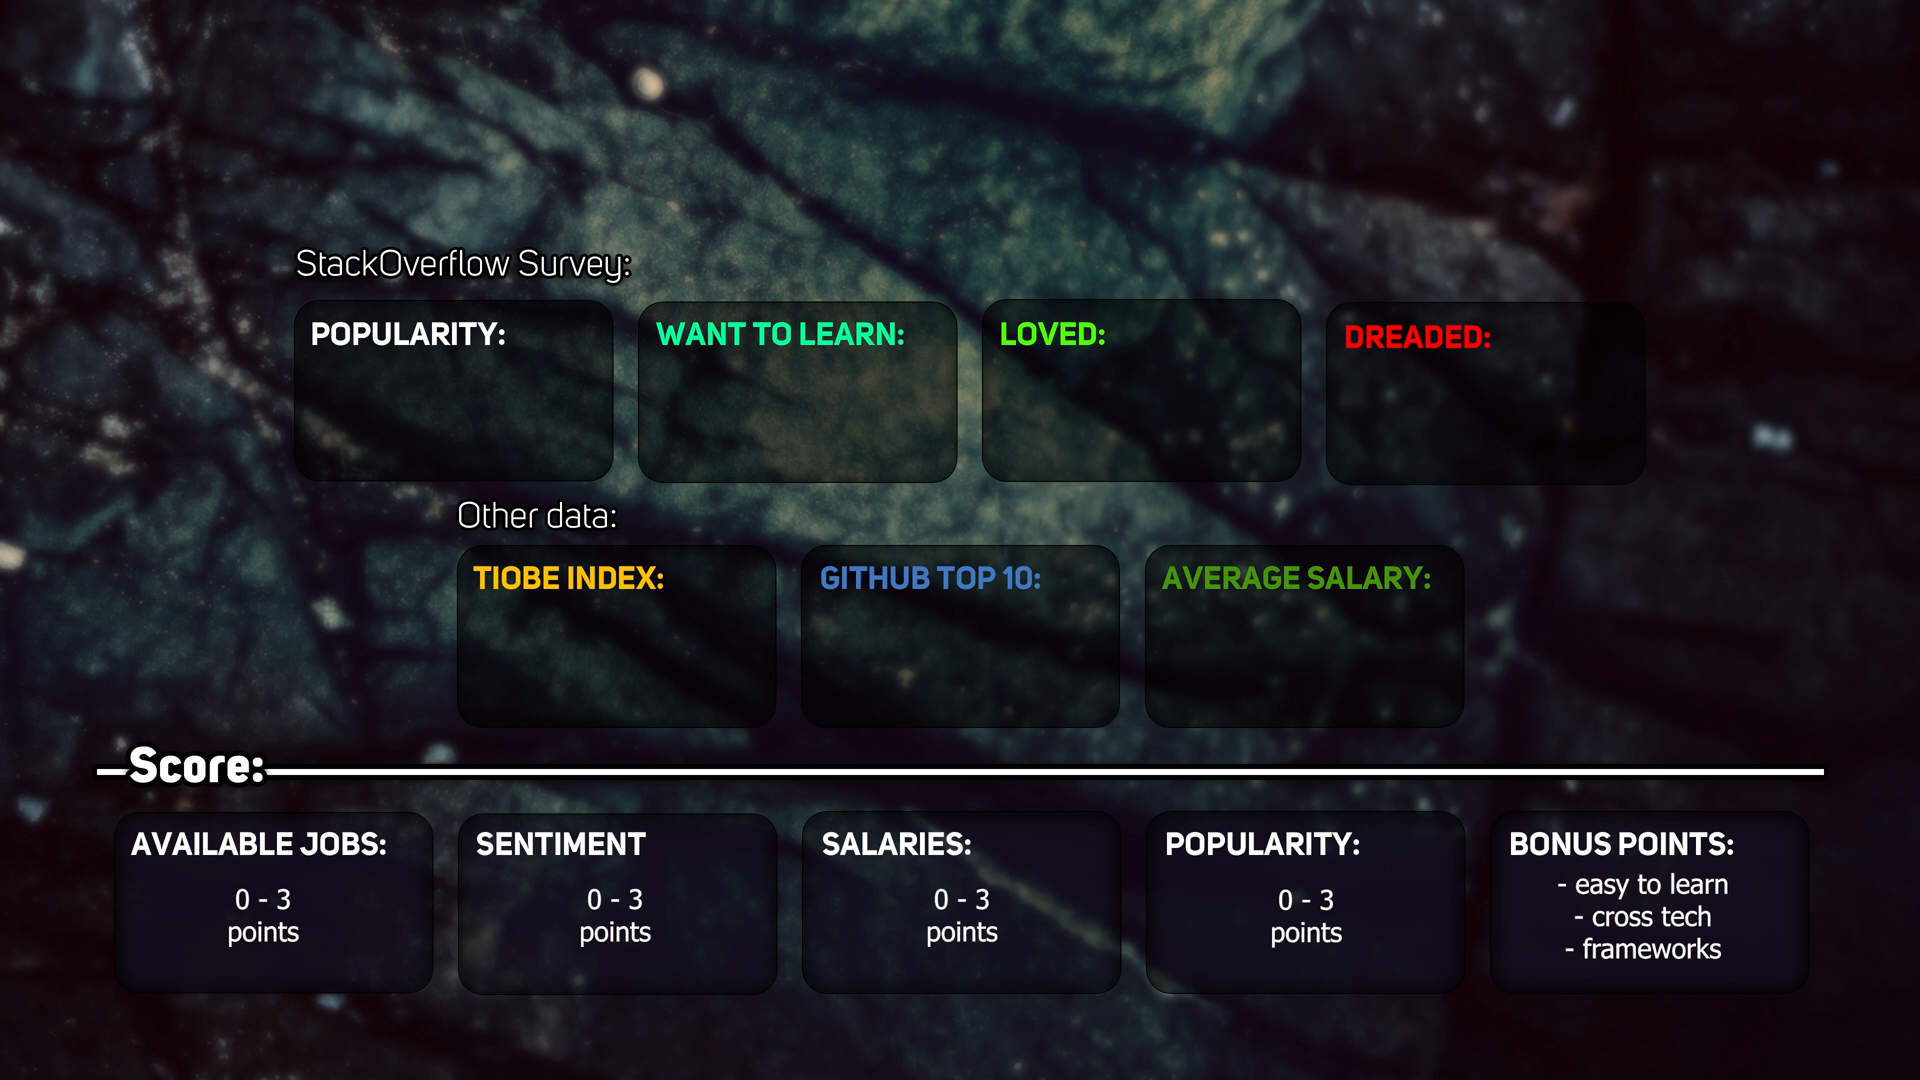 StackOverflow Survey:
POPULARITY:
WANT TO LEARN:
LOVED:
DREADED:
Other data:
TIOBE INDEX:
GITHUB TOP 10:
AVERAGE SALARY:
Score:
AVAILABLE JOBS:
0 - 3
points
SENTIMENT
0 - 3
points
SALARIES:
0 - 3
points
POPULARITY:
0 - 3
points
BONUS POINTS:
- easy to learn
- cross tech
- frameworks